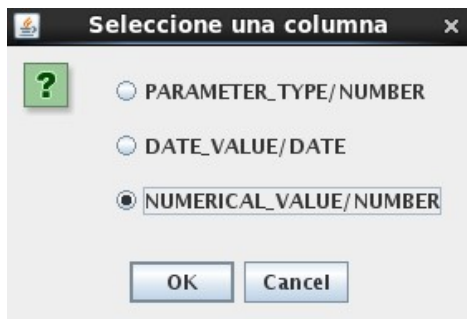 Seleccione una columna
PARAMETER_TYPE/NUMBER
DATE_VALUE/DATE
NUMERICAL_VALUE/NUMBER
OK Cancel